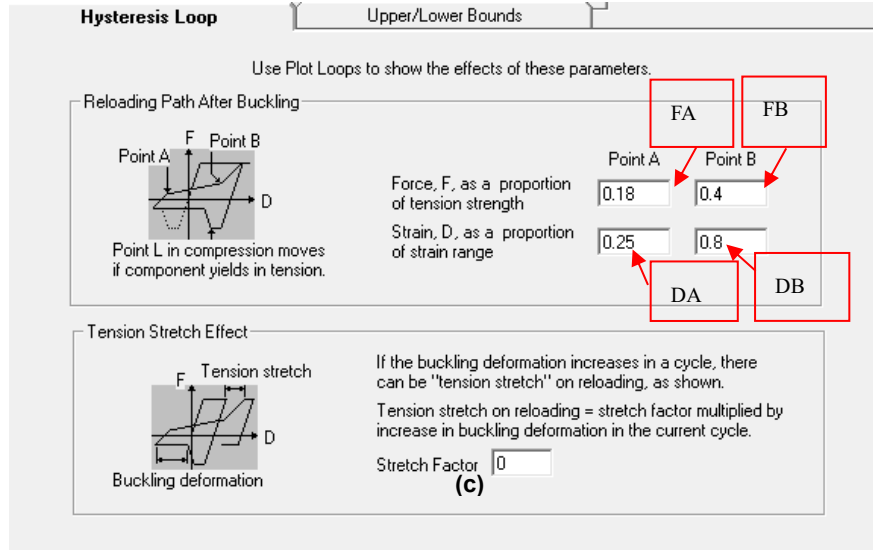 Hysteresis Loop
Upper/Lower Bounds
Use Plot Loops to show the effects of these parameters.
Reloading Path After Buckling
FA
FB
F
Point B
Point A
D
Point L in compression moves
if component yields in tension.
Point A
Point B
Force, F, as a proportion
of tension strength
0.18
0.4
Strain, D, as a proportion
of strain range
0.25
0.8
DA
DB
Tension Stretch Effect
F
Tension stretch
D
Buckling deformation
If the buckling deformation increases in a cycle, there
can be "tension stretch" on reloading, as shown.
Tension stretch on reloading = stretch factor multiplied by
increase in buckling deformation in the current cycle.
Stretch Factor
0
(c)